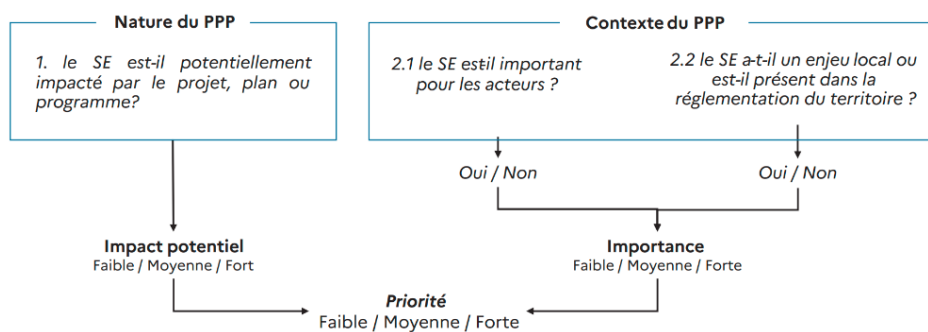 Nature du PPP
1. le SE est-il potentiellement
impacté par le projet, plan ou
programme?
Contexte du PPP
2.1 le SE estil important
pour les acteurs ?
2.2 le SE a-t-il un enjeu local ou
est-il présent dans la
réglementation du territoire ?
Oui / Non
Oui / Non
Impact potentiel
Faible / Moyenne / Fort
Importance
Faible / Moyenne / Forte
Priorité
Faible / Moyenne / Forte